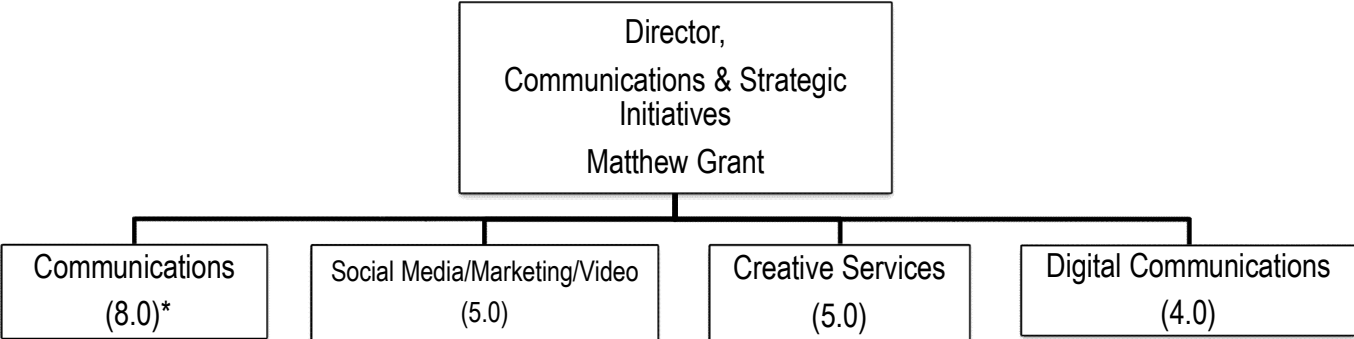 Director,
Communications & Strategic
Initiatives
Matthew Grant
Communications
(8.0)*
Social Media/Marketing/Video
(5.0)
Creative Services
(5.0)
Digital Communications
(4.0)